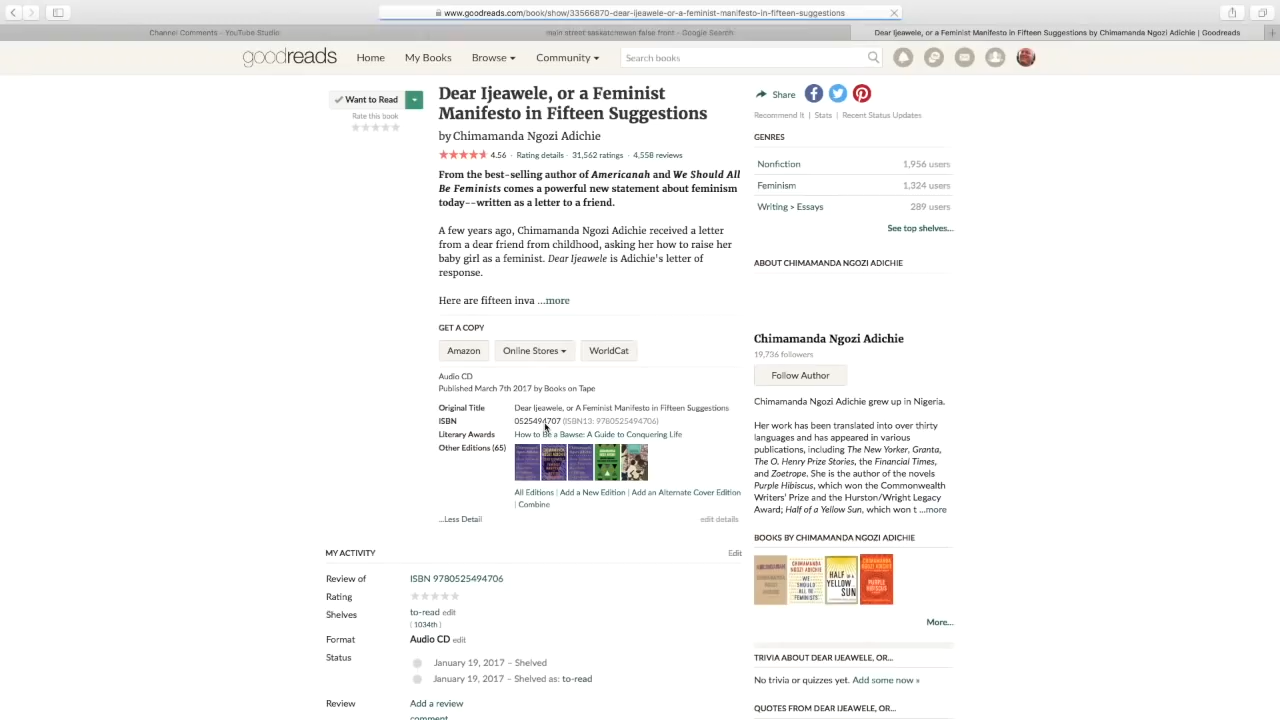 www.goodreads.com/book/show/33566870-dear-ijeawele-or-a-feminist-manifesto-in-fifteen-suggestions
Channel Comments - YouTube Studio
main street saskatchewan false front - Google Search
Dear Ijeawele, or a Feminist Manifesto in Fifteen Suggestions by Chimamanda Ngozi Adichie | Goodreads
goodreads
Home
My Books
Browse
Community
Search books
Want to Read
Rate this book
Dear Ijeawele, or a Feminist
Manifesto in Fifteen Suggestions
by Chimamanda Ngozi Adichie
4.56 · Rating details · 31,562 ratings · 4,558 reviews
From the best-selling author of Americanah and We Should All
Be Feminists comes a powerful new statement about feminism
today--written as a letter to a friend.
A few years ago, Chimamanda Ngozi Adichie received a letter
from a dear friend from childhood, asking her how to raise her
baby girl as a feminist. Dear Ijeawele is Adichie's letter of
response.
Here are fifteen inva ...more
GET A COPY
Amazon
Online Stores
WorldCat
Audio CD
Published March 7th 2017 by Books on Tape
Original Title Dear Ijeawele, or A Feminist Manifesto in Fifteen Suggestions
ISBN 0525494707 (ISBN13: 9780525494706)
Literary Awards How to Be a Bawse: A Guide to Conquering Life
Other Editions (65)
All Editions | Add a New Edition | Add an Alternate Cover Edition
| Combine
...Less Detail
edit details
MY ACTIVITY
Edit
Review of ISBN 9780525494706
Rating
Shelves to-read edit
( 1034th )
Format Audio CD edit
Status January 19, 2017 – Shelved
January 19, 2017 – Shelved as: to-read
Review Add a review
comment
Share
Recommend It | Stats | Recent Status Updates
GENRES
Nonfiction 1,956 users
Feminism 1,324 users
Writing > Essays 289 users
See top shelves...
ABOUT CHIMAMANDA NGOZI ADICHIE
Chimamanda Ngozi Adichie
19,736 followers
Follow Author
Chimamanda Ngozi Adichie grew up in Nigeria.
Her work has been translated into over thirty
languages and has appeared in various
publications, including The New Yorker, Granta,
The O. Henry Prize Stories, the Financial Times,
and Zoetrope. She is the author of the novels
Purple Hibiscus, which won the Commonwealth
Writers' Prize and the Hurston/Wright Legacy
Award; Half of a Yellow Sun, which won t ...more
BOOKS BY CHIMAMANDA NGOZI ADICHIE
WE
SHOULD
ALL BE
FEMINISTS
HALF OF A
YELLOW
SUN
PURPLE
HIBISCUS
More...
TRIVIA ABOUT DEAR IJEAWELE, OR...
No trivia or quizzes yet. Add some now »
QUOTES FROM DEAR IJEAWELE, OR...